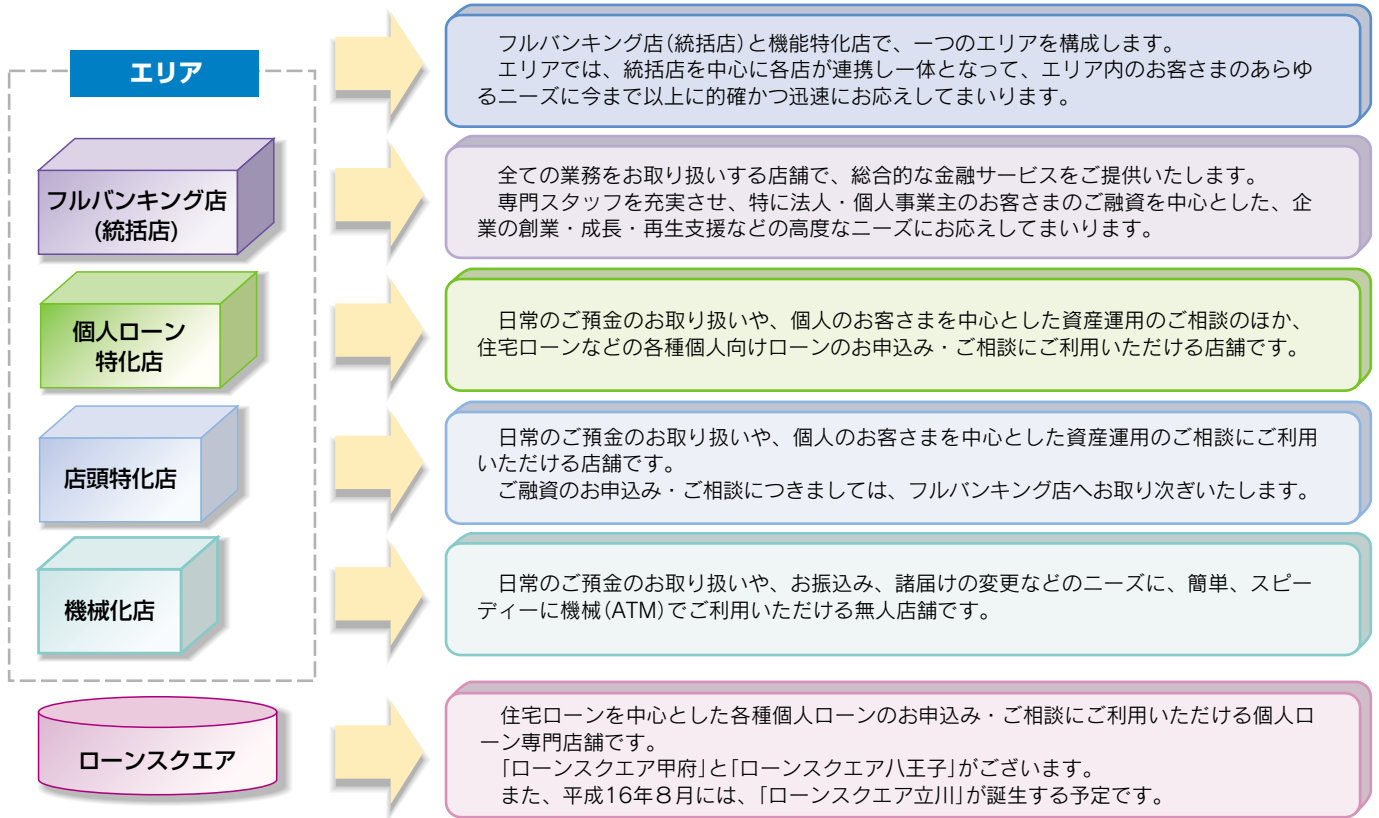 エリア
フルバンキング店(統括店)と機能特化店で、一つのエリアを構成します。
エリアでは、統括店を中心に各店が連携し一体となって、エリア内のお客さまのあらゆ
るニーズに今まで以上に的確かつ迅速にお応えしてまいります。
フルバンキング店
(統括店)
全ての業務をお取り扱いする店舗で、総合的な金融サービスをご提供いたします。
専門スタッフを充実させ、特に法人・個人事業主のお客さまのご融資を中心とした、企
業の創業・成長・再生支援などの高度なニーズにお応えしてまいります。
個人ローン
特化店
日常のご預金のお取り扱いや、個人のお客さまを中心とした資産運用のご相談のほか、
住宅ローンなどの各種個人向けローンのお申込み・ご相談にご利用いただける店舗です。
店頭特化店
日常のご預金のお取り扱いや、個人のお客さまを中心とした資産運用のご相談にご利用
いただける店舗です。
ご融資のお申込み・ご相談につきましては、フルバンキング店へお取り次ぎいたします。
機械化店
日常のご預金のお取り扱いや、お振込み、諸届けの変更などのニーズに、簡単、スピー
ディーに機械(ATM)でご利用いただける無人店舗です。
ローンスクエア
住宅ローンを中心とした各種個人ローンのお申込み・ご相談にご利用いただける個人ロ
ーン専門店舗です。
「ローンスクエア甲府」と「ローンスクエア八王子」がございます。
また、平成16年8月には、「ローンスクエア立川」が誕生する予定です。